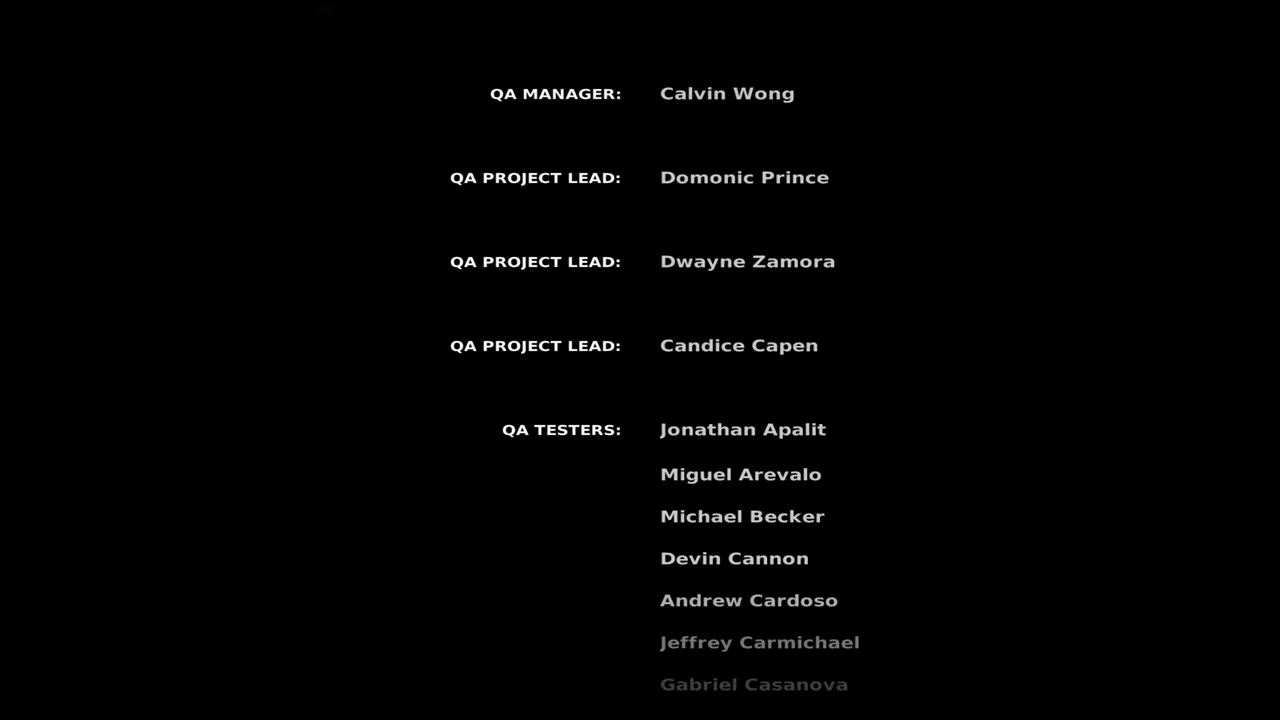 QA MANAGER: Calvin Wong
QA PROJECT LEAD: Domonic Prince
QA PROJECT LEAD: Dwayne Zamora
QA PROJECT LEAD: Candice Capen
QA TESTERS: Jonathan Apalit
Miguel Arevalo
Michael Becker
Devin Cannon
Andrew Cardoso
Jeffrey Carmichael
Gabriel Casanova